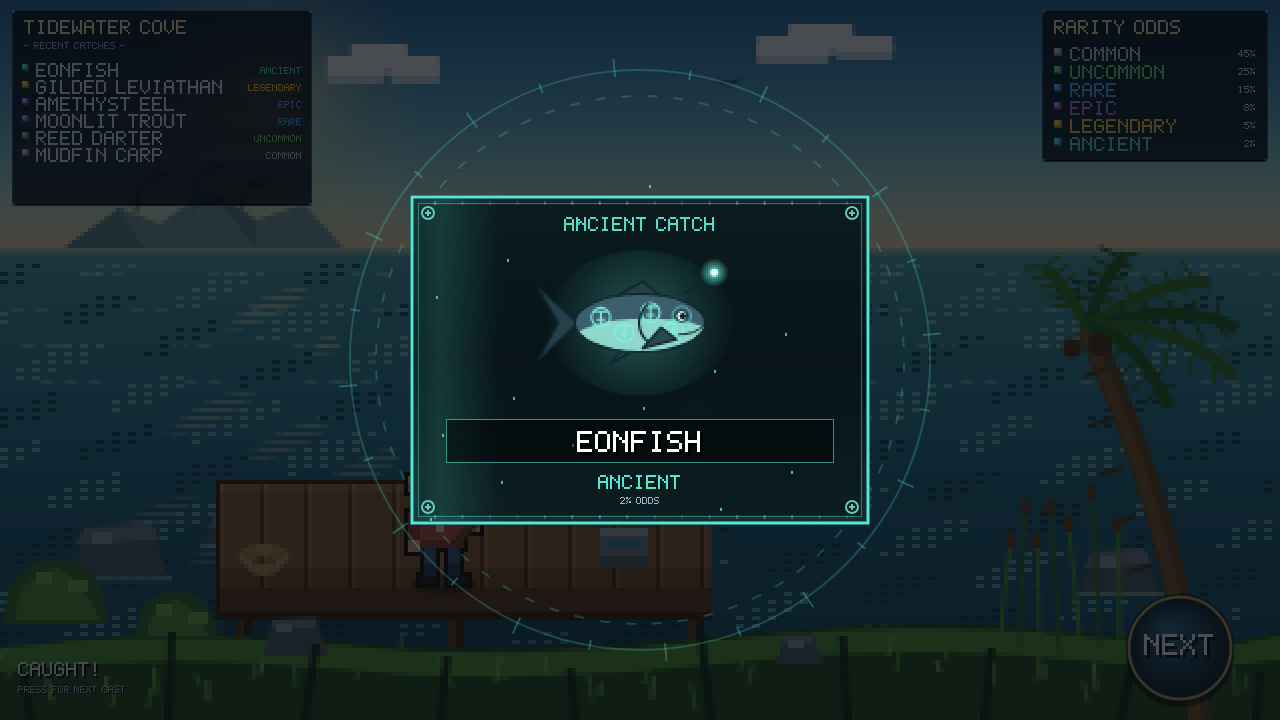 TIDEWATER COVE
~ RECENT CATCHES ~
EONFISH ANCIENT
GILDED LEVIATHAN LEGENDARY
AMETHYST EEL EPIC
MOONLIT TROUT RARE
REED DARTER UNCOMMON
MUDFIN CARP COMMON
RARITY ODDS
COMMON 45%
UNCOMMON 25%
RARE 15%
EPIC 8%
LEGENDARY 5%
ANCIENT 2%
ANCIENT CATCH
EONFISH
ANCIENT
2% ODDS
CAUGHT!
PRESS FOR NEXT CAST
NEXT